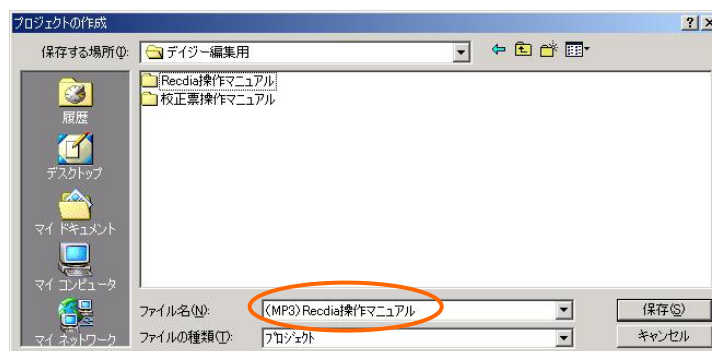 プロジェクトの作成
保存する場所(I):
デイジー編集用
Recdia操作マニュアル
校正票操作マニュアル
履歴
デスクトップ
マイ ドキュメント
マイ コンピュータ
マイ ネットワーク
ファイル名(N):
(MP3)Recdia操作マニュアル
保存(S)
ファイルの種類(T):
プロジェクト
キャンセル